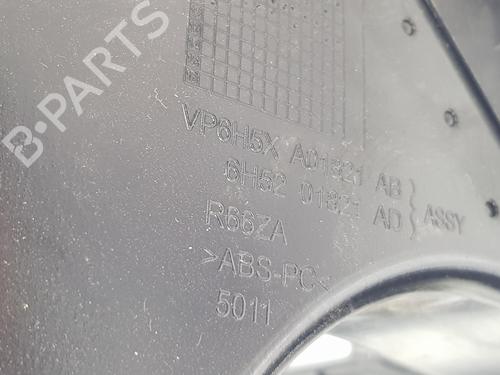 B-PARTS
VP6H5X A01821 AB
6H52 01821 AD } ASSY
R66ZA
>ABS-PC<
5011